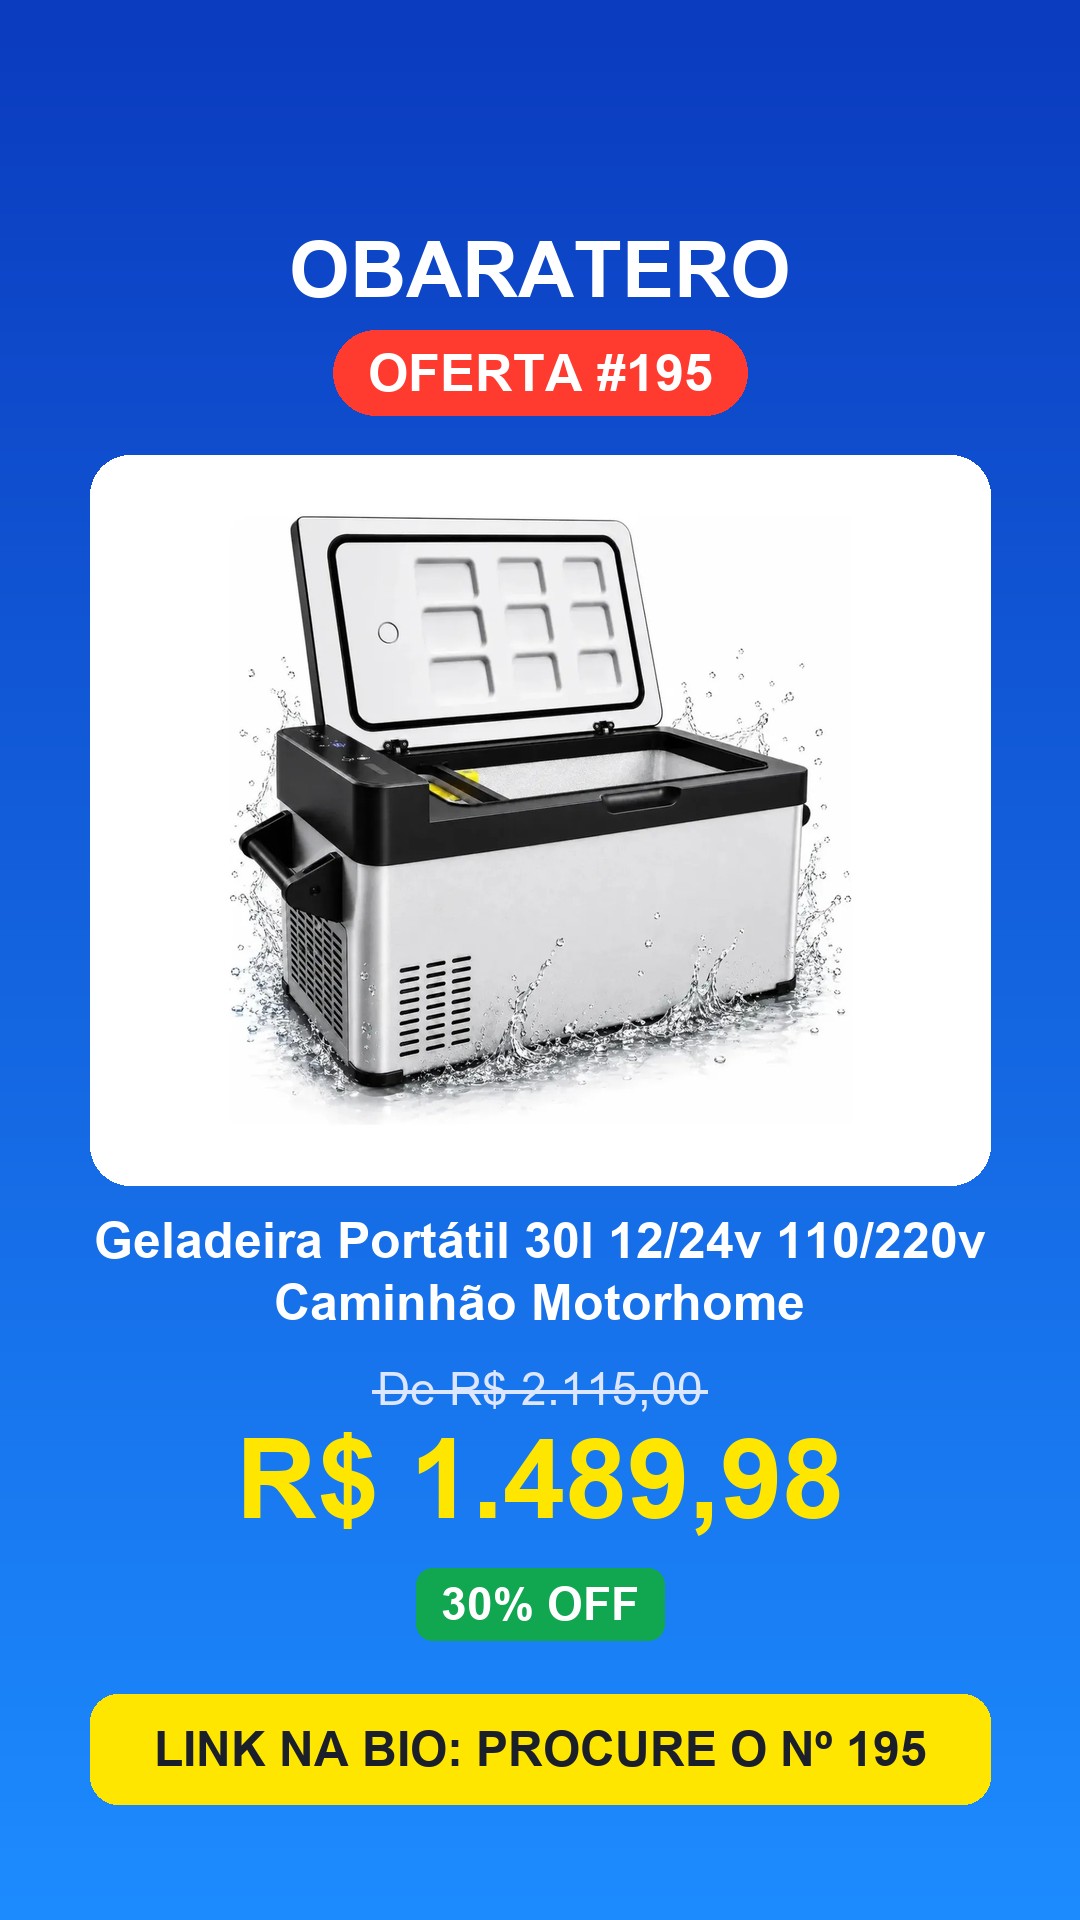 OBARATERO
OFERTA #195
Geladeira Portátil 30l 12/24v 110/220v
Caminhão Motorhome
De R$ 2.115,00
R$ 1.489,98
30% OFF
LINK NA BIO: PROCURE O Nº 195